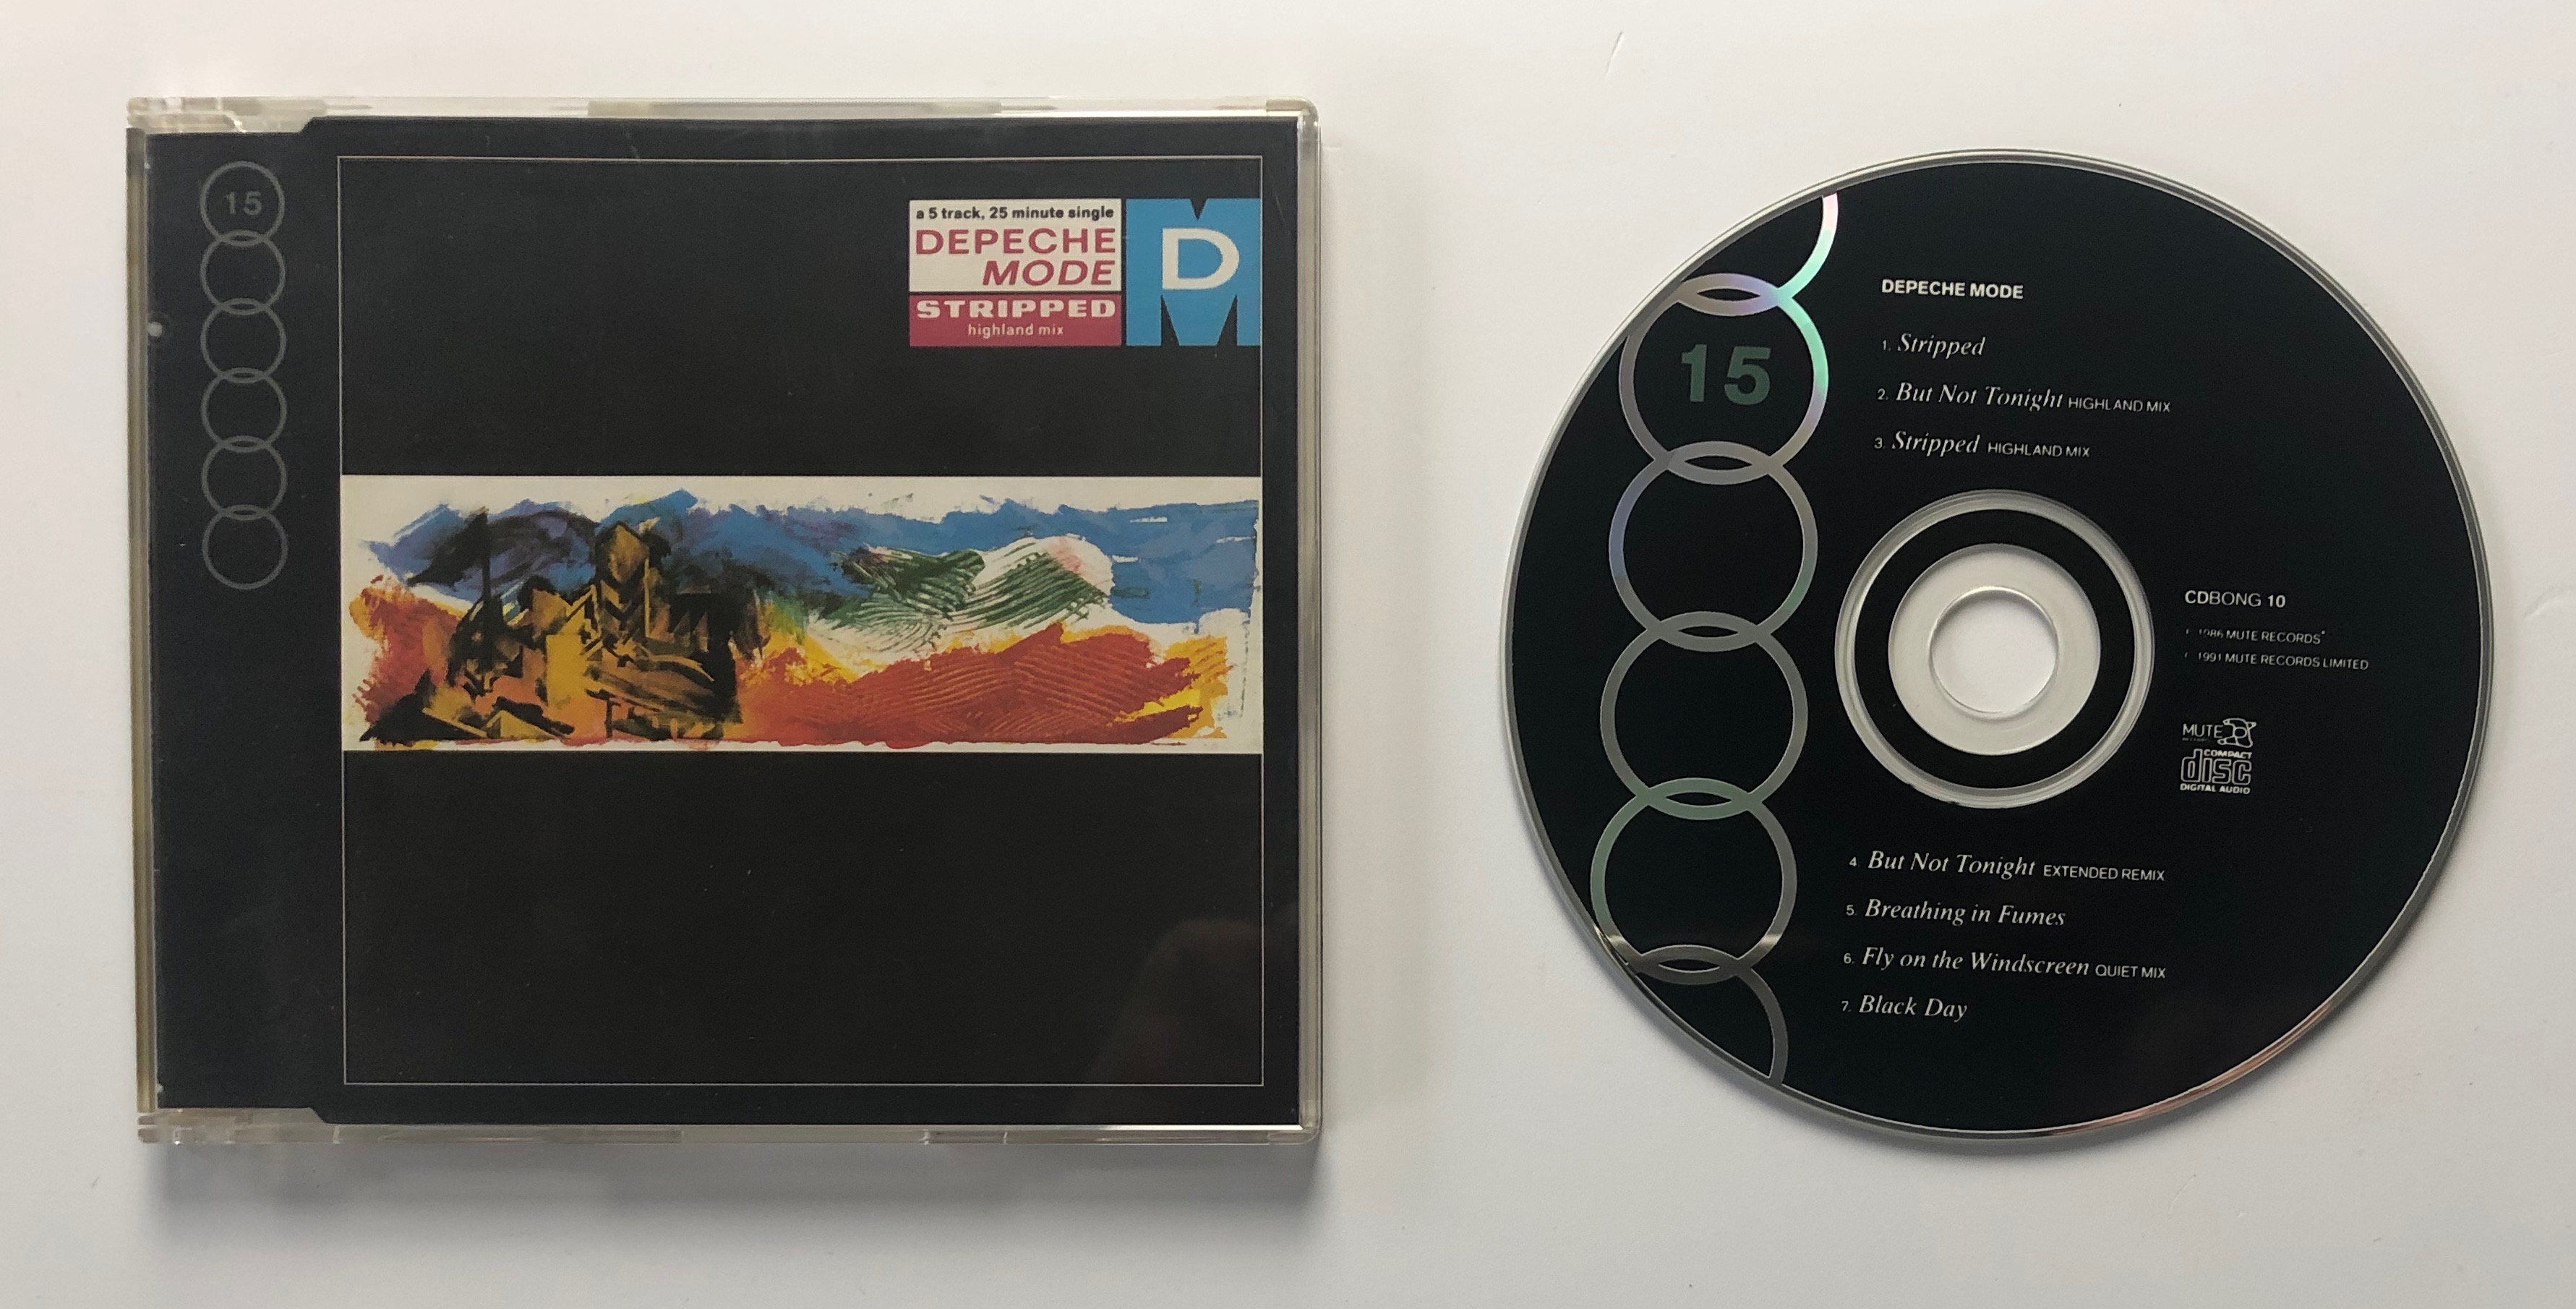 15
a 5 track, 25 minute single
DEPECHE
MODE
STRIPPED
highland mix
DM
DEPECHE MODE
15
1. Stripped
2. But Not Tonight HIGHLAND MIX
3. Stripped HIGHLAND MIX
CDBONG 10
1986 MUTE RECORDS
1991 MUTE RECORDS LIMITED
MUTE
COMPACT
disc
DIGITAL AUDIO
4. But Not Tonight EXTENDED REMIX
5. Breathing in Fumes
6. Fly on the Windscreen QUIET MIX
7. Black Day